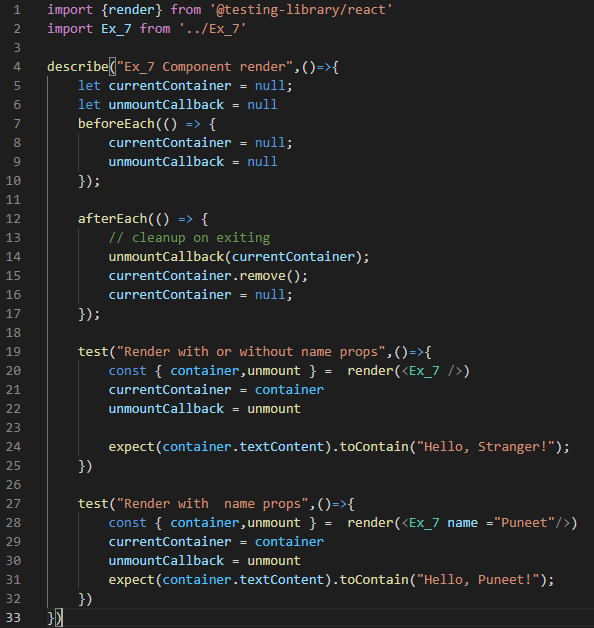 1 import {render} from '@testing-library/react'
2 import Ex_7 from '../Ex_7'
3
4 describe("Ex_7 Component render",()=>{
5     let currentContainer = null;
6     let unmountCallback = null
7     beforeEach(() => {
8         currentContainer = null;
9         unmountCallback = null
10     });
11
12     afterEach(() => {
13         // cleanup on exiting
14         unmountCallback(currentContainer);
15         currentContainer.remove();
16         currentContainer = null;
17     });
18
19     test("Render with or without name props",()=>{
20         const { container,unmount } =  render(<Ex_7 />)
21         currentContainer = container
22         unmountCallback = unmount
23
24         expect(container.textContent).toContain("Hello, Stranger!");
25     })
26
27     test("Render with  name props",()=>{
28         const { container,unmount } =  render(<Ex_7 name ="Puneet"/>)
29         currentContainer = container
30         unmountCallback = unmount
31         expect(container.textContent).toContain("Hello, Puneet!");
32     })
33 })